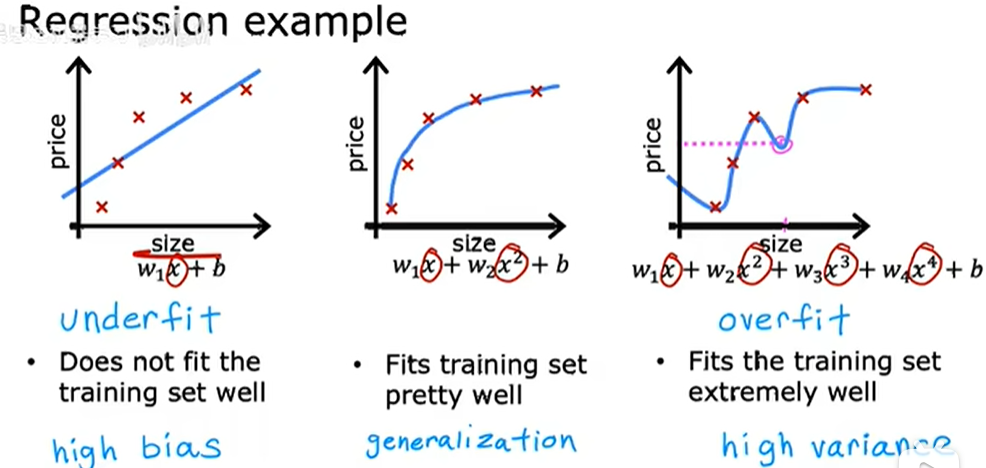 Regression example
price
size
w₁x + b
underfit
• Does not fit the
training set well
high bias
price
size
w₁x + w₂x² + b
• Fits training set
pretty well
generalization
price
size
w₁x + w₂x² + w₃x³ + w₄x⁴ + b
overfit
• Fits the training set
extremely well
high variance